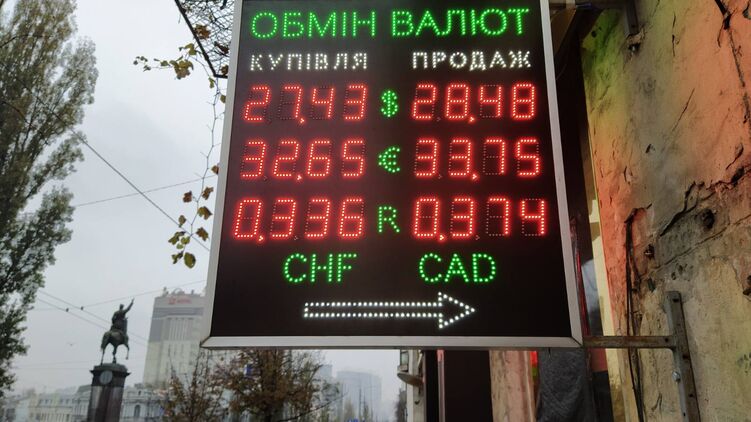 ОБМІН ВАЛЮТ
КУПІВЛЯ ПРОДАЖ
27,43 $ 28,48
32,65 € 33,75
0,336 R 0,374
CHF CAD